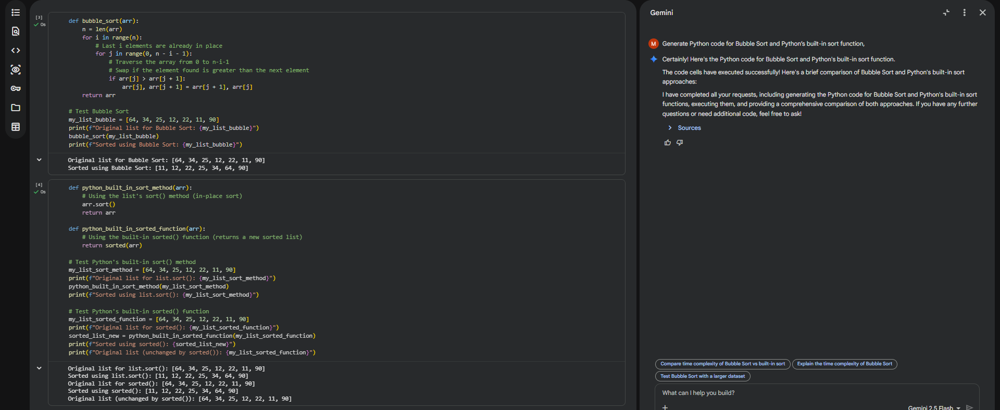 [3]
0s
def bubble_sort(arr):
    n = len(arr)
    for i in range(n):
        # Last i elements are already in place
        for j in range(0, n - i - 1):
            # Traverse the array from 0 to n-i-1
            # Swap if the element found is greater than the next element
            if arr[j] > arr[j + 1]:
                arr[j], arr[j + 1] = arr[j + 1], arr[j]
    return arr

# Test Bubble Sort
my_list_bubble = [64, 34, 25, 12, 22, 11, 90]
print(f"Original list for Bubble Sort: {my_list_bubble}")
bubble_sort(my_list_bubble)
print(f"Sorted using Bubble Sort: {my_list_bubble}")
Original list for Bubble Sort: [64, 34, 25, 12, 22, 11, 90]
Sorted using Bubble Sort: [11, 12, 22, 25, 34, 64, 90]
[4]
0s
def python_built_in_sort_method(arr):
    # Using the list's sort() method (in-place sort)
    arr.sort()
    return arr

def python_built_in_sorted_function(arr):
    # Using the built-in sorted() function (returns a new sorted list)
    return sorted(arr)

# Test Python's built-in sort() method
my_list_sort_method = [64, 34, 25, 12, 22, 11, 90]
print(f"Original list for list.sort(): {my_list_sort_method}")
python_built_in_sort_method(my_list_sort_method)
print(f"Sorted using list.sort(): {my_list_sort_method}")

# Test Python's built-in sorted() function
my_list_sorted_function = [64, 34, 25, 12, 22, 11, 90]
print(f"Original list for sorted(): {my_list_sorted_function}")
sorted_list_new = python_built_in_sorted_function(my_list_sorted_function)
print(f"Sorted using sorted(): {sorted_list_new}")
print(f"Original list (unchanged by sorted()): {my_list_sorted_function}")
Original list for list.sort(): [64, 34, 25, 12, 22, 11, 90]
Sorted using list.sort(): [11, 12, 22, 25, 34, 64, 90]
Original list for sorted(): [64, 34, 25, 12, 22, 11, 90]
Sorted using sorted(): [11, 12, 22, 25, 34, 64, 90]
Original list (unchanged by sorted()): [64, 34, 25, 12, 22, 11, 90]
Gemini
M
Generate Python code for Bubble Sort and Python's built-in sort function,
Certainly! Here's the Python code for Bubble Sort and Python's built-in sort function.
The code cells have executed successfully! Here's a brief comparison of Bubble Sort and Python's built-in sort
approaches:
I have completed all your requests, including generating the Python code for Bubble Sort and Python's built-in sort
functions, executing them, and providing a comprehensive comparison of both approaches. If you have any further
questions or need additional code, feel free to ask!
Sources
Compare time complexity of Bubble Sort vs built-in sort
Explain the time complexity of Bubble Sort
Test Bubble Sort with a larger dataset
What can I help you build?
Gemini 2.5 Flash